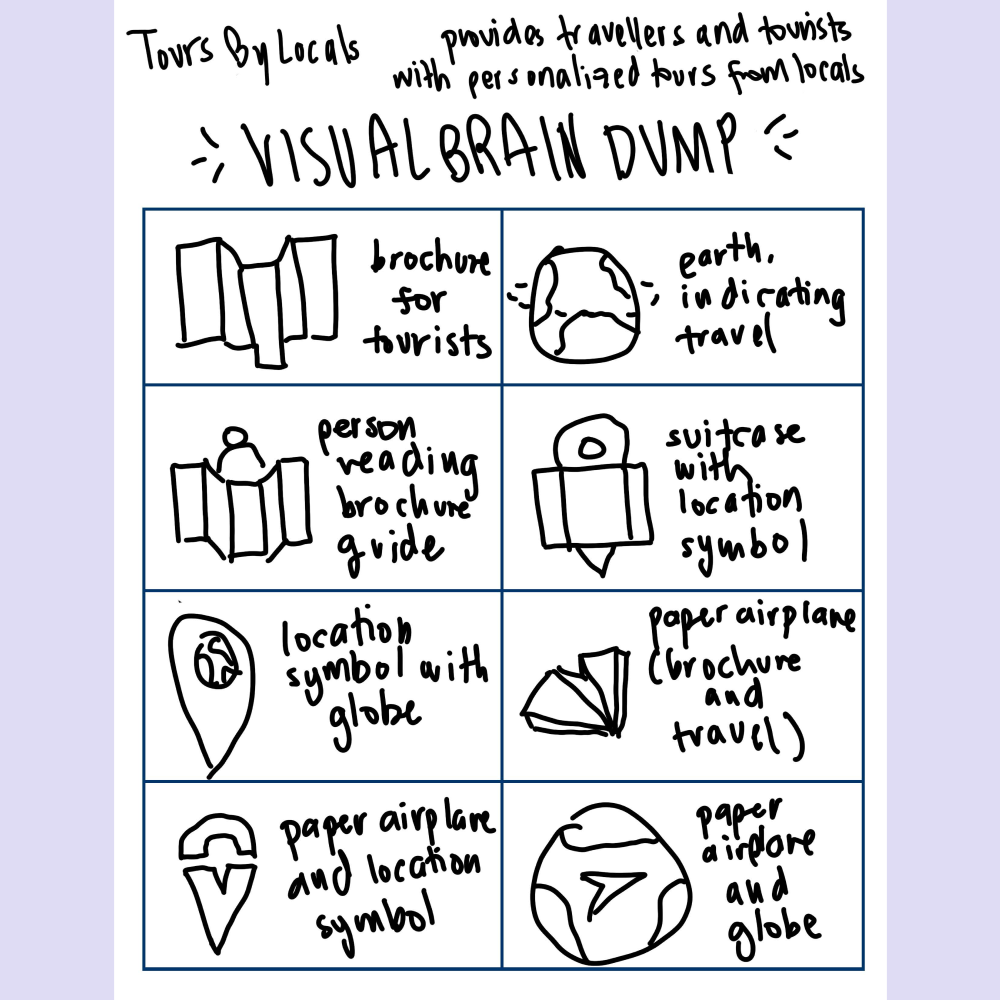 Tours By Locals
provides travellers and tourists
with personalized tours from locals
VISUAL BRAIN DUMP
brochure
for
tourists
earth,
indicating
travel
person
reading
brochure
guide
suitcase
with
location
symbol
location
symbol with
globe
paper airplane
(brochure
and
travel)
paper airplane
and location
symbol
paper
airplane
and
globe